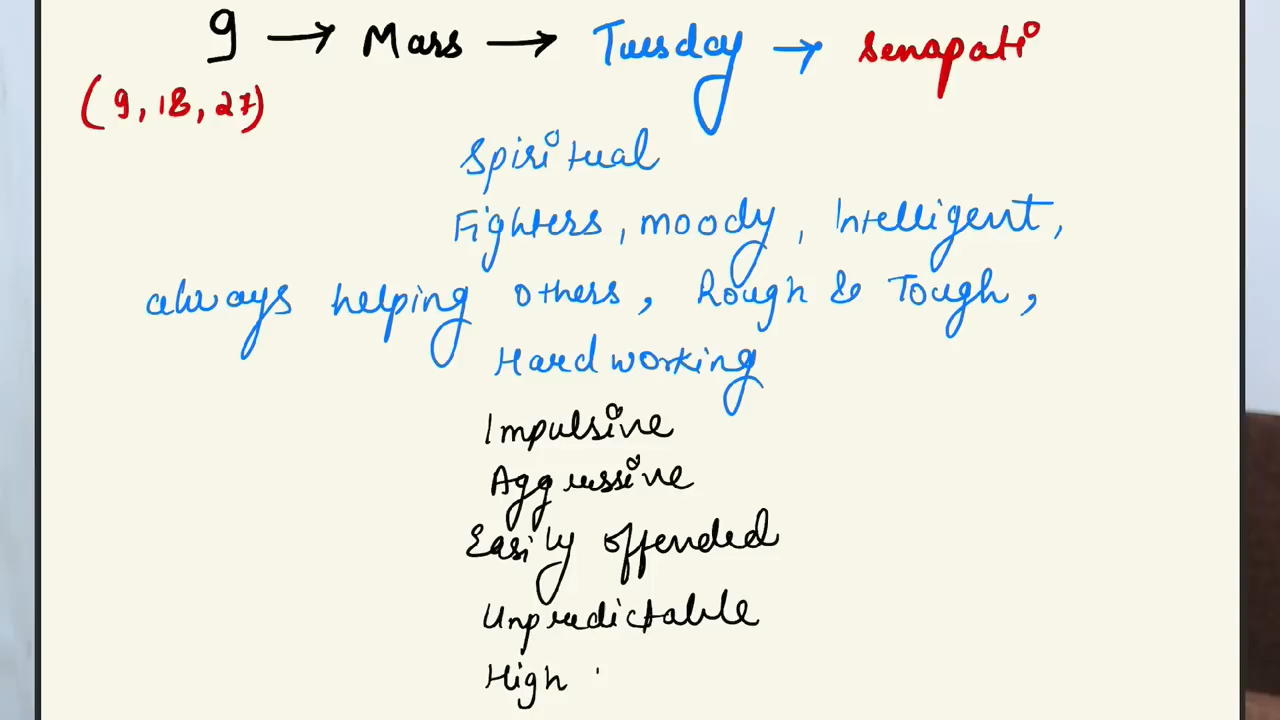 9 → Mars → Tuesday → Senapati
(9, 18, 27)
Spiritual
Fighters, moody, Intelligent,
always helping others, Rough & Tough,
Hardworking
Impulsive
Aggressive
Easily offended
Unpredictable
High